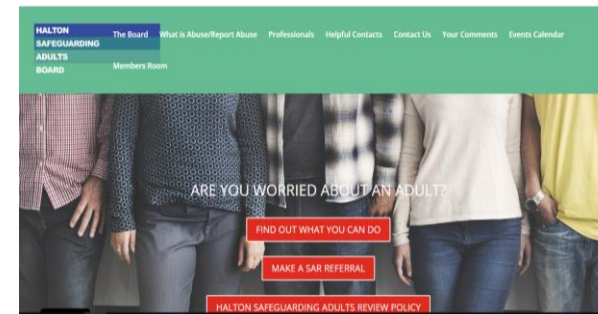 HALTON
SAFEGUARDING
ADULTS
BOARD
The Board What is Abuse/Report Abuse Professionals Helpful Contacts Contact Us Your Comments Events Calendar
Members Room
ARE YOU WORRIED ABOUT AN ADULT?
FIND OUT WHAT YOU CAN DO
MAKE A SAR REFERRAL
HALTON SAFEGUARDING ADULTS REVIEW POLICY